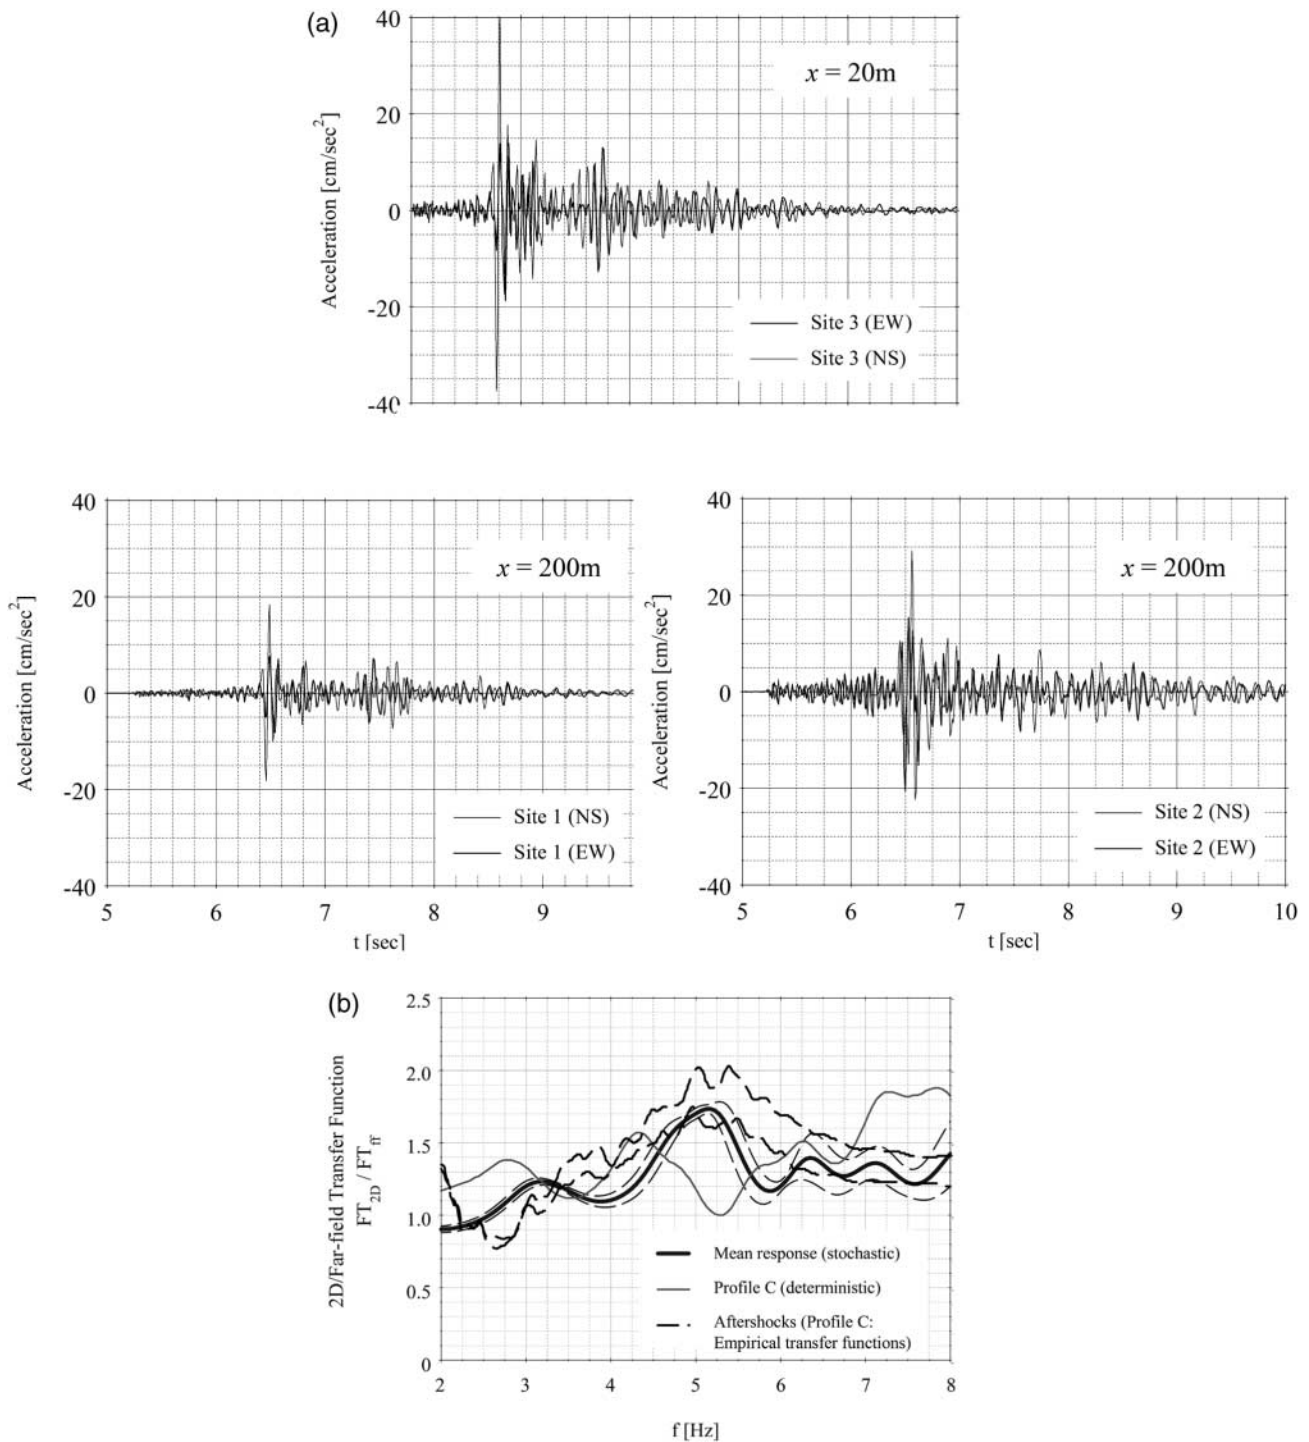 (a)
40
20
0
-20
-40
Acceleration [cm/sec²]
x = 20m
Site 3 (EW)
Site 3 (NS)
40
20
0
-20
-40
Acceleration [cm/sec²]
x = 200m
Site 1 (NS)
Site 1 (EW)
5 6 7 8 9
t [sec]
40
20
0
-20
-40
Acceleration [cm/sec²]
x = 200m
Site 2 (NS)
Site 2 (EW)
5 6 7 8 9 10
t [sec]
(b)
2.5
2.0
1.5
1.0
0.5
0
2D/Far-field Transfer Function
FT2D / FTff
Mean response (stochastic)
Profile C (deterministic)
Aftershocks (Profile C:
Empirical transfer functions)
2 3 4 5 6 7 8
f [Hz]